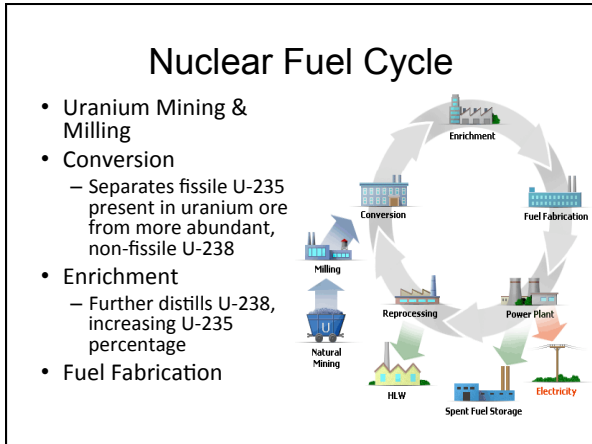 Nuclear Fuel Cycle
• Uranium Mining &
Milling
• Conversion
– Separates fissile U-235
present in uranium ore
from more abundant,
non-fissile U-238
• Enrichment
– Further distills U-238,
increasing U-235
percentage
• Fuel Fabrication
Enrichment
Conversion
Fuel Fabrication
Milling
Reprocessing
Power Plant
U
Natural
Mining
HLW
Spent Fuel Storage
Electricity